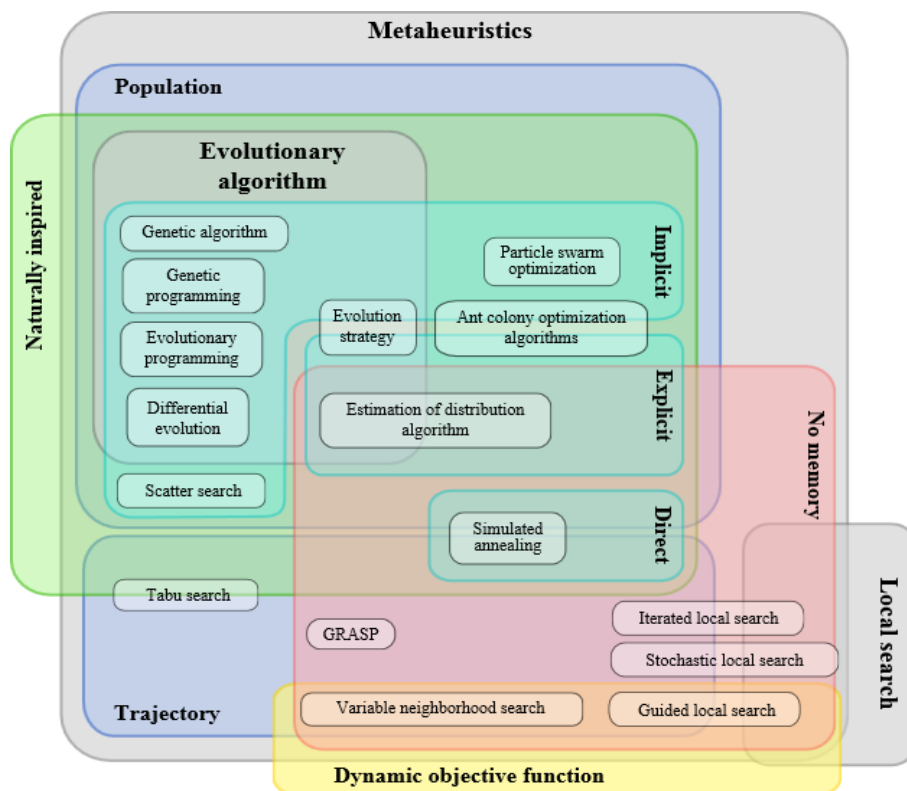 Metaheuristics
Population
Naturally inspired
Evolutionary
algorithm
Implicit
Genetic algorithm
Particle swarm
optimization
Genetic
programming
Evolution
strategy
Ant colony optimization
algorithms
Evolutionary
programming
Explicit
Differential
evolution
Estimation of distribution
algorithm
No memory
Scatter search
Direct
Simulated
annealing
Tabu search
Local search
Iterated local search
GRASP
Stochastic local search
Trajectory
Variable neighborhood search
Guided local search
Dynamic objective function